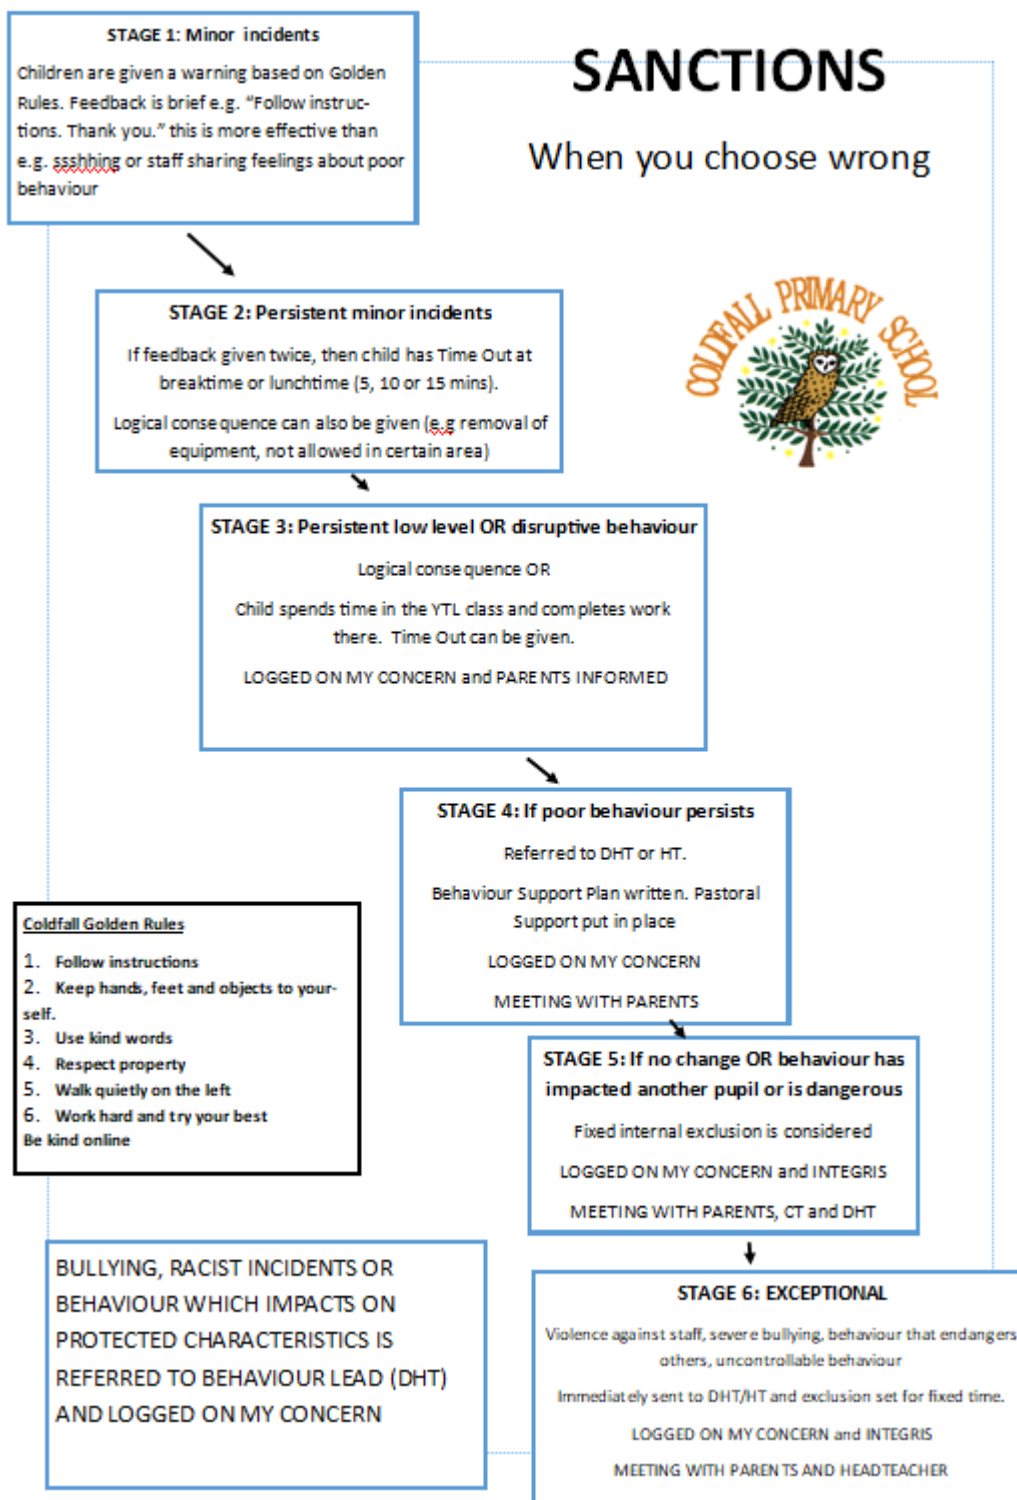 STAGE 1: Minor incidents
Children are given a warning based on Golden
Rules. Feedback is brief e.g. “Follow instruc-
tions. Thank you.” this is more effective than
e.g. ssshhing or staff sharing feelings about poor
behaviour
SANCTIONS
When you choose wrong
COLDFALL PRIMARY SCHOOL
STAGE 2: Persistent minor incidents
If feedback given twice, then child has Time Out at
breaktime or lunchtime (5, 10 or 15 mins).
Logical consequence can also be given (e.g removal of
equipment, not allowed in certain area)
STAGE 3: Persistent low level OR disruptive behaviour
Logical consequence OR
Child spends time in the YTL class and completes work
there. Time Out can be given.
LOGGED ON MY CONCERN and PARENTS INFORMED
STAGE 4: If poor behaviour persists
Referred to DHT or HT.
Behaviour Support Plan written. Pastoral
Support put in place
LOGGED ON MY CONCERN
MEETING WITH PARENTS
Coldfall Golden Rules
1. Follow instructions
2. Keep hands, feet and objects to your-
self.
3. Use kind words
4. Respect property
5. Walk quietly on the left
6. Work hard and try your best
Be kind online
STAGE 5: If no change OR behaviour has
impacted another pupil or is dangerous
Fixed internal exclusion is considered
LOGGED ON MY CONCERN and INTEGRIS
MEETING WITH PARENTS, CT and DHT
BULLYING, RACIST INCIDENTS OR
BEHAVIOUR WHICH IMPACTS ON
PROTECTED CHARACTERISTICS IS
REFERRED TO BEHAVIOUR LEAD (DHT)
AND LOGGED ON MY CONCERN
STAGE 6: EXCEPTIONAL
Violence against staff, severe bullying, behaviour that endangers
others, uncontrollable behaviour
Immediately sent to DHT/HT and exclusion set for fixed time.
LOGGED ON MY CONCERN and INTEGRIS
MEETING WITH PARENTS AND HEADTEACHER